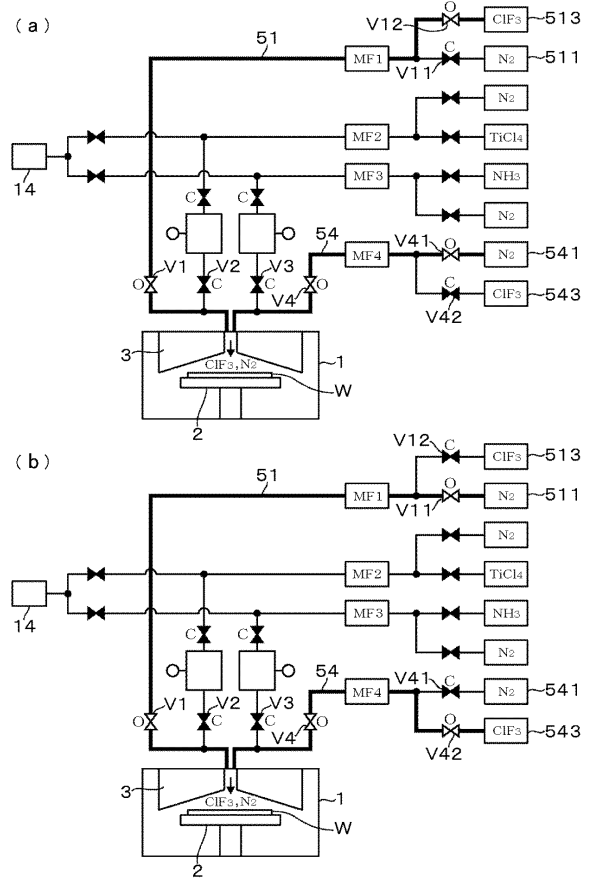 (a)
51
V12
O
ClF₃
513
MF1
V11
C
N₂
511
N₂
14
MF2
TiCl₄
MF3
NH₃
C
C
N₂
54
MF4
V41
O
N₂
541
O
V1
V2
C
V3
C
V4
O
V42
C
ClF₃
543
3
ClF₃,N₂
1
W
2
(b)
51
V12
C
ClF₃
513
MF1
V11
O
N₂
511
N₂
14
MF2
TiCl₄
MF3
NH₃
C
C
N₂
54
MF4
V41
C
N₂
541
O
V1
V2
C
V3
C
V4
O
V42
O
ClF₃
543
3
ClF₃,N₂
1
W
2